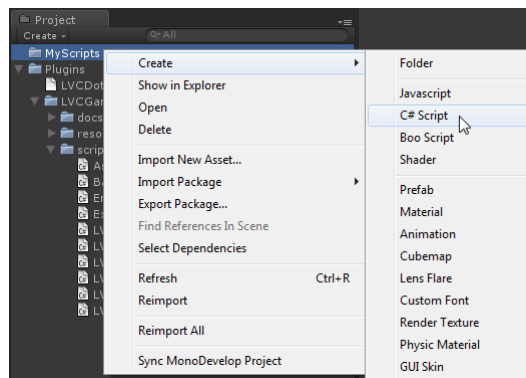 Project
Create
All
MyScripts
Plugins
LVCDot
LVCGar
docs
reso
scrip
Create
Show in Explorer
Open
Delete
Import New Asset...
Import Package
Export Package...
Find References In Scene
Select Dependencies
Refresh Ctrl+R
Reimport
Reimport All
Sync MonoDevelop Project
Folder
Javascript
C# Script
Boo Script
Shader
Prefab
Material
Animation
Cubemap
Lens Flare
Custom Font
Render Texture
Physic Material
GUI Skin